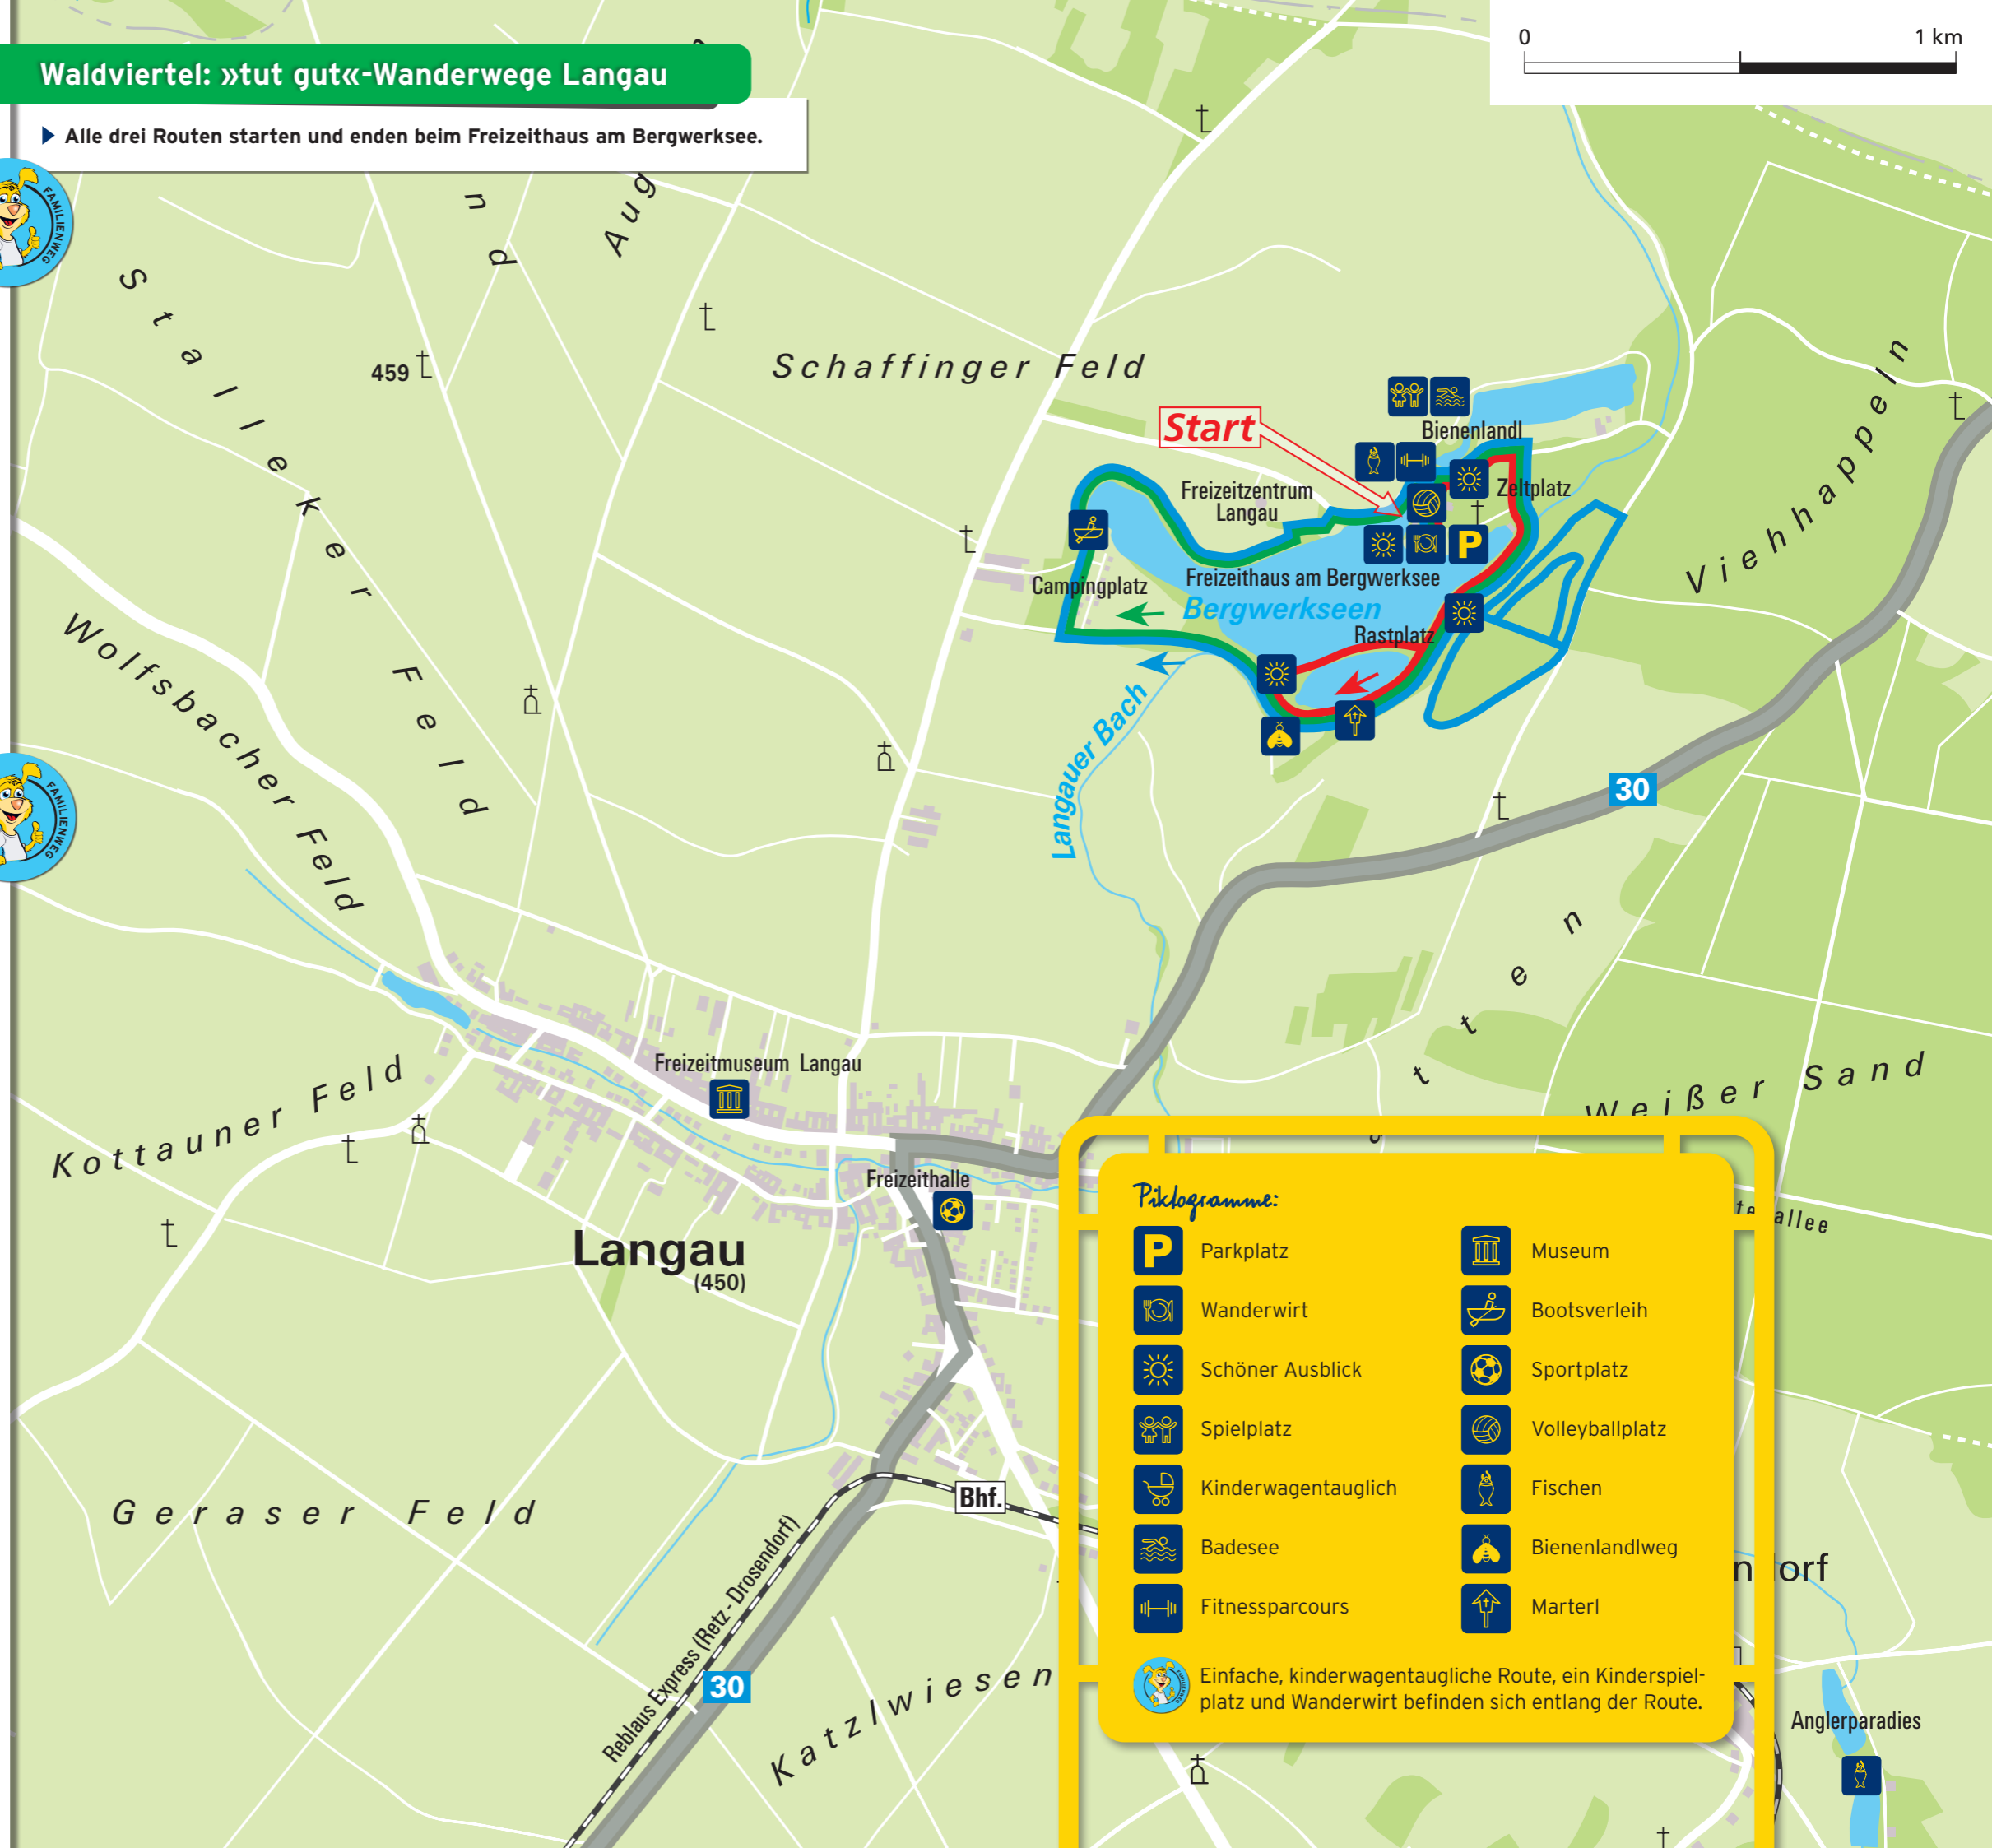 0 1 km
Waldviertel: »tut gut«-Wanderwege Langau
Alle drei Routen starten und enden beim Freizeithaus am Bergwerksee.
FAMILIENWEG
Stalleker Feld
459
Schaffinger Feld
Start
Bienenlandl
Freizeitzentrum
Langau
Zeltplatz
P
Campingplatz
Freizeithaus am Bergwerksee
Bergwerkseen
Rastplatz
Viehhappeln
Wolfsbacher Feld
Langauer Bach
30
FAMILIENWEG
Kottauner Feld
Freizeitmuseum Langau
Weißer Sand
Freizeithalle
Langau
(450)
allee
Geraser Feld
Bhf.
Reblaus Express (Retz - Drosendorf)
30
Katzlwiesen
Piktogramme:
P Parkplatz
Wanderwirt
Schöner Ausblick
Spielplatz
Kinderwagentauglich
Badesee
Fitnessparcours
Museum
Bootsverleih
Sportplatz
Volleyballplatz
Fischen
Bienenlandlweg
Marterl
Einfache, kinderwagentaugliche Route, ein Kinderspiel-
platz und Wanderwirt befinden sich entlang der Route.
Anglerparadies